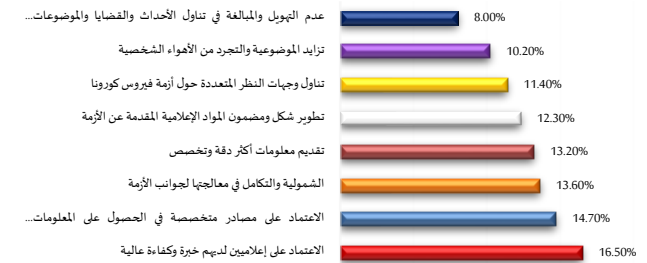 عدم التهويل والمبالغة في تناول الأحداث والقضايا والموضوعات...
8.00%
تزايد الموضوعية والتجرد من الأهواء الشخصية
10.20%
تناول وجهات النظر المتعددة حول أزمة فيروس كورونا
11.40%
تطوير شكل ومضمون المواد الإعلامية المقدمة عن الأزمة
12.30%
تقديم معلومات أكثر دقة وتخصص
13.20%
الشمولية والتكامل في معالجتها لجوانب الأزمة
13.60%
الاعتماد على مصادر متخصصة في الحصول على المعلومات...
14.70%
الاعتماد على إعلاميين لديهم خبرة وكفاءة عالية
16.50%